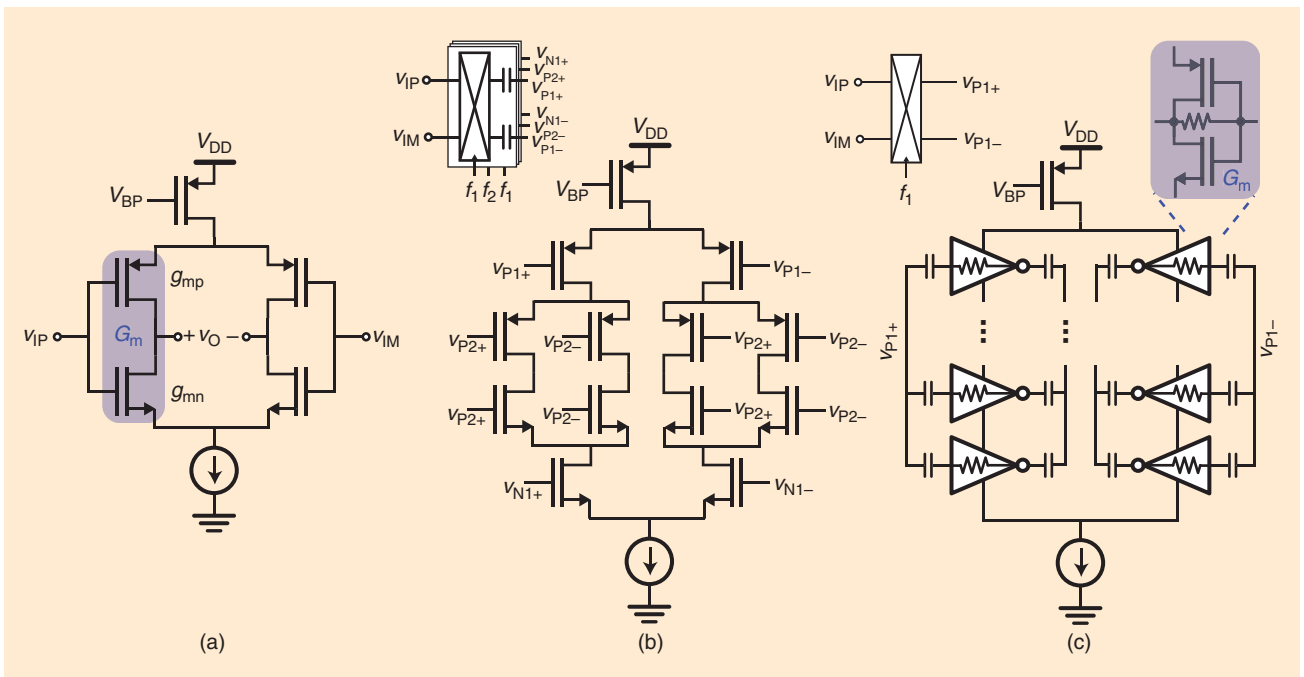 V_DD
V_BP
g_mp
v_IP
G_m
+ v_O −
v_IM
g_mn
(a)
v_IP
v_IM
v_N1+
v_P2+
v_P1+
v_N1−
v_P2−
v_P1−
f_1 f_2 f_1
V_DD
V_BP
v_P1+
v_P1−
v_P2+
v_P2−
v_P2+
v_P2−
v_P2+
v_P2−
v_P2+
v_P2−
v_N1+
v_N1−
(b)
v_IP
v_IM
v_P1+
v_P1−
f_1
V_DD
V_BP
G_m
v_P1+
v_P1−
(c)